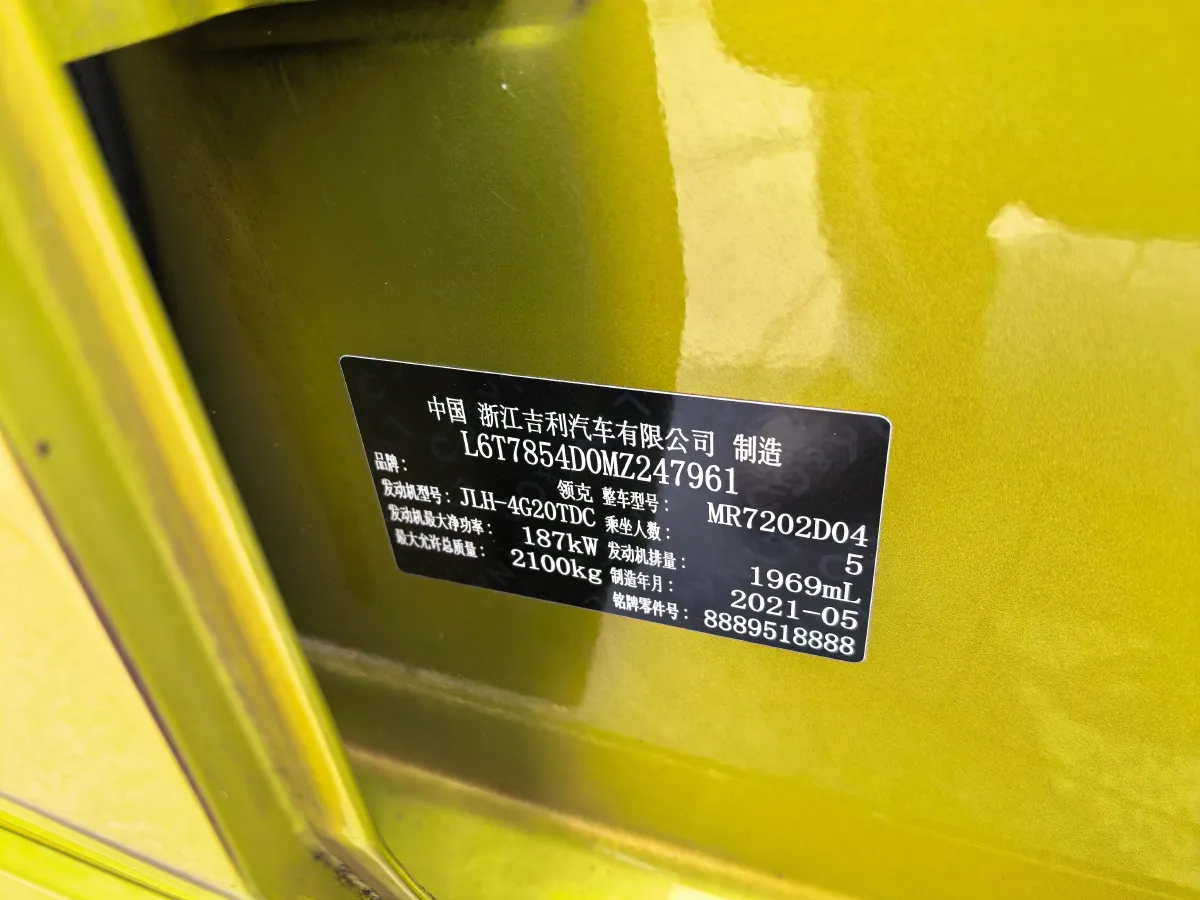 中国 浙江吉利汽车有限公司 制造
L6T7854D0MZ247961
品牌： 领克 整车型号： MR7202D04
发动机型号： JLH-4G20TDC 乘坐人数： 5
发动机最大净功率： 187kW 发动机排量： 1969mL
最大允许总质量： 2100kg 制造年月： 2021-05
铭牌零件号： 8889518888